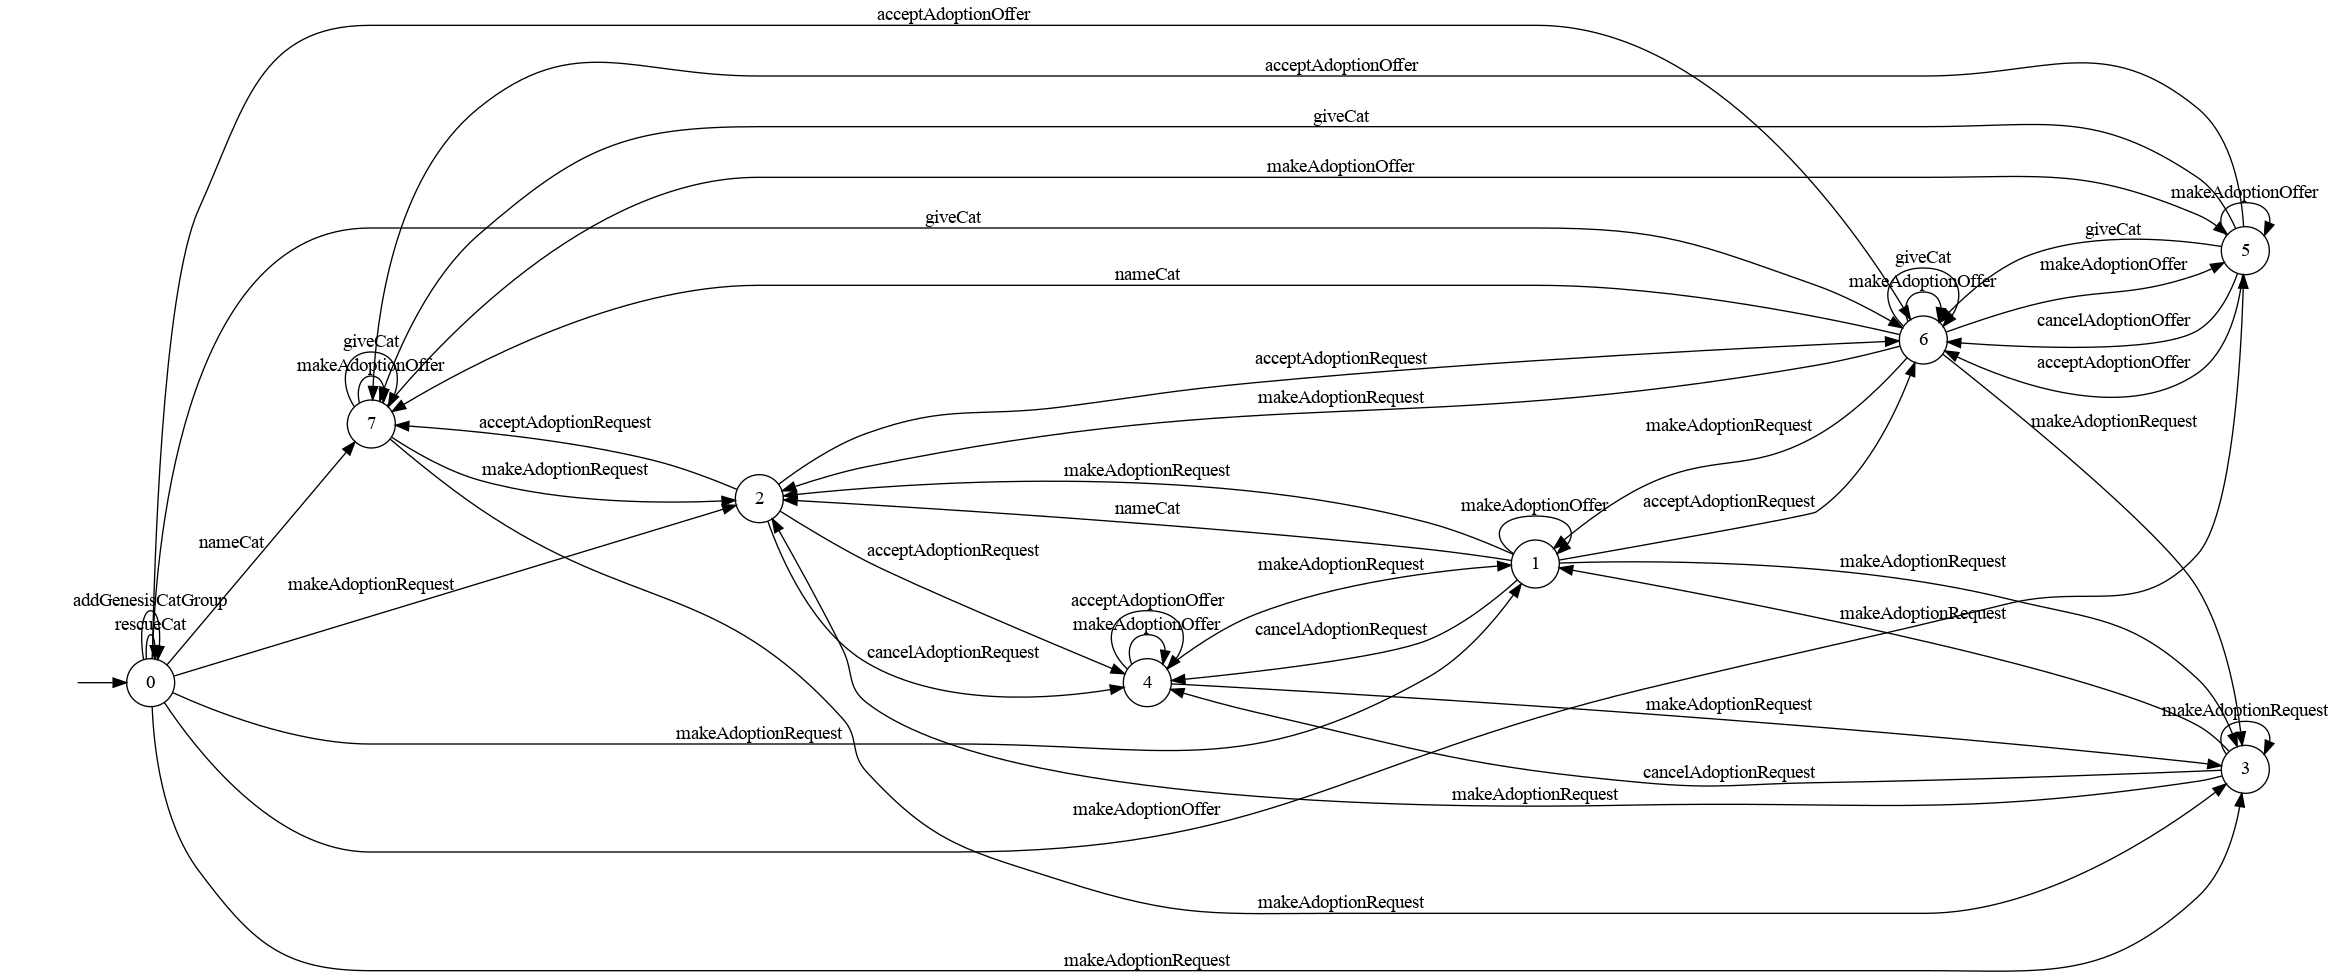 acceptAdoptionOffer
acceptAdoptionOffer
giveCat
makeAdoptionOffer
makeAdoptionOffer
giveCat
giveCat
5
giveCat
makeAdoptionOffer
nameCat
makeAdoptionOffer
cancelAdoptionOffer
6
giveCat
acceptAdoptionRequest
acceptAdoptionOffer
makeAdoptionOffer
makeAdoptionRequest
7
acceptAdoptionRequest
makeAdoptionRequest
makeAdoptionRequest
makeAdoptionRequest
makeAdoptionRequest
2
acceptAdoptionRequest
makeAdoptionOffer
nameCat
nameCat
acceptAdoptionRequest
1
makeAdoptionRequest
makeAdoptionRequest
makeAdoptionRequest
addGenesisCatGroup
acceptAdoptionOffer
makeAdoptionRequest
rescueCat
makeAdoptionOffer
cancelAdoptionRequest
cancelAdoptionRequest
0
4
makeAdoptionRequest
makeAdoptionRequest
makeAdoptionRequest
3
cancelAdoptionRequest
makeAdoptionRequest
makeAdoptionOffer
makeAdoptionRequest
makeAdoptionRequest